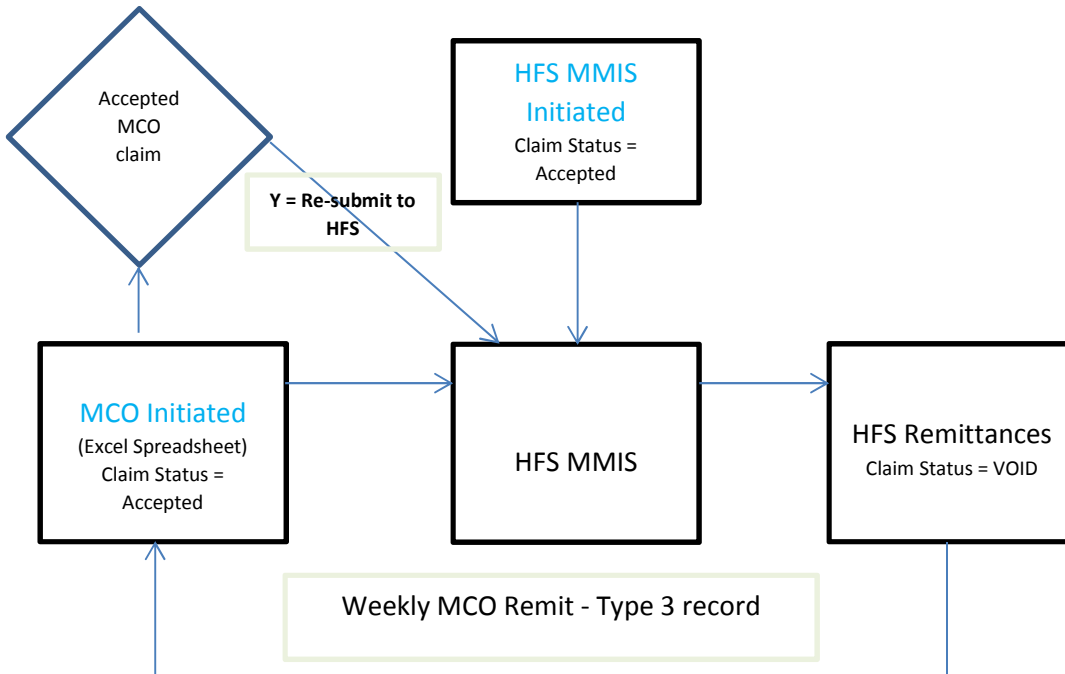 Accepted
MCO
claim
HFS MMIS
Initiated
Claim Status =
Accepted
Y = Re-submit to
HFS
MCO Initiated
(Excel Spreadsheet)
Claim Status =
Accepted
HFS MMIS
HFS Remittances
Claim Status = VOID
Weekly MCO Remit - Type 3 record